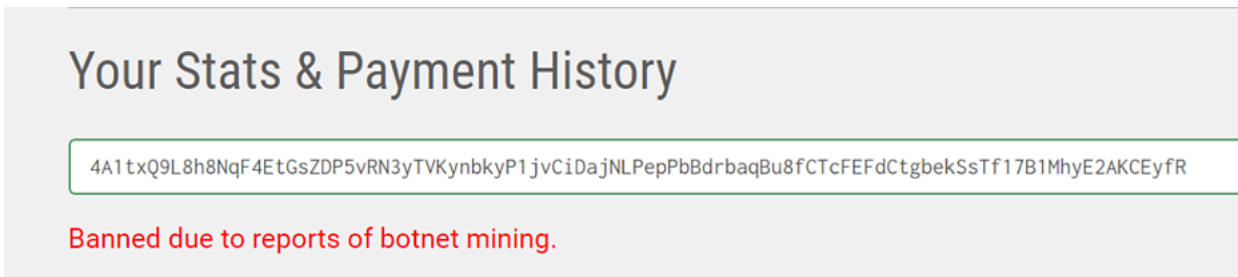 Your Stats & Payment History
4A1txQ9L8h8NqF4EtGsZDP5vRN3yTVKynbkyP1jvCiDajNLPepPbBdrbaqBu8fCTcFEFdCtgbekSsTf17B1MhyE2AKCEyfR
Banned due to reports of botnet mining.